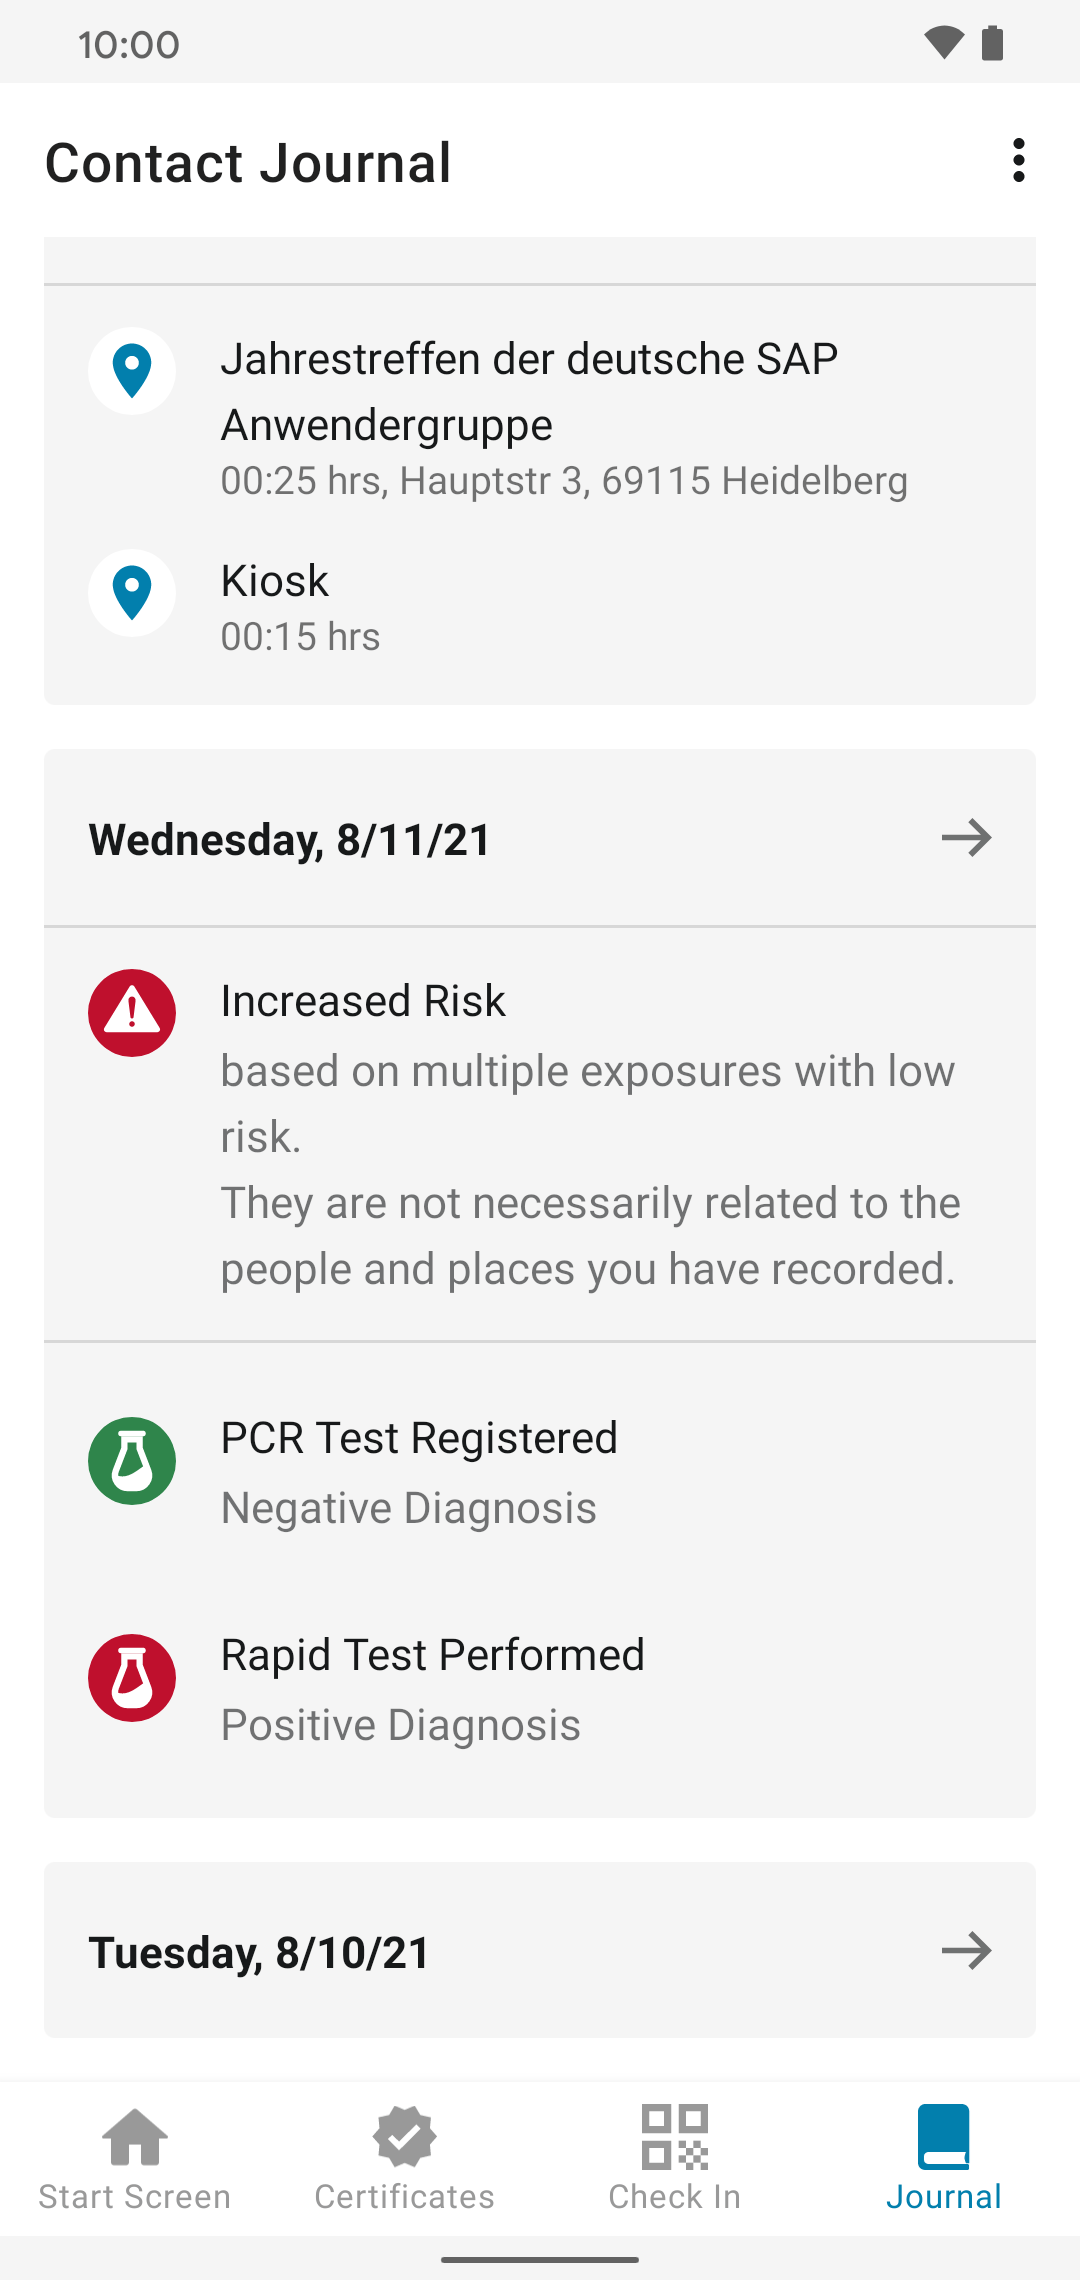 10:00
Contact Journal
Jahrestreffen der deutsche SAP
Anwendergruppe
00:25 hrs, Hauptstr 3, 69115 Heidelberg
Kiosk
00:15 hrs
Wednesday, 8/11/21
Increased Risk
based on multiple exposures with low
risk.
They are not necessarily related to the
people and places you have recorded.
PCR Test Registered
Negative Diagnosis
Rapid Test Performed
Positive Diagnosis
Tuesday, 8/10/21
Start Screen
Certificates
Check In
Journal